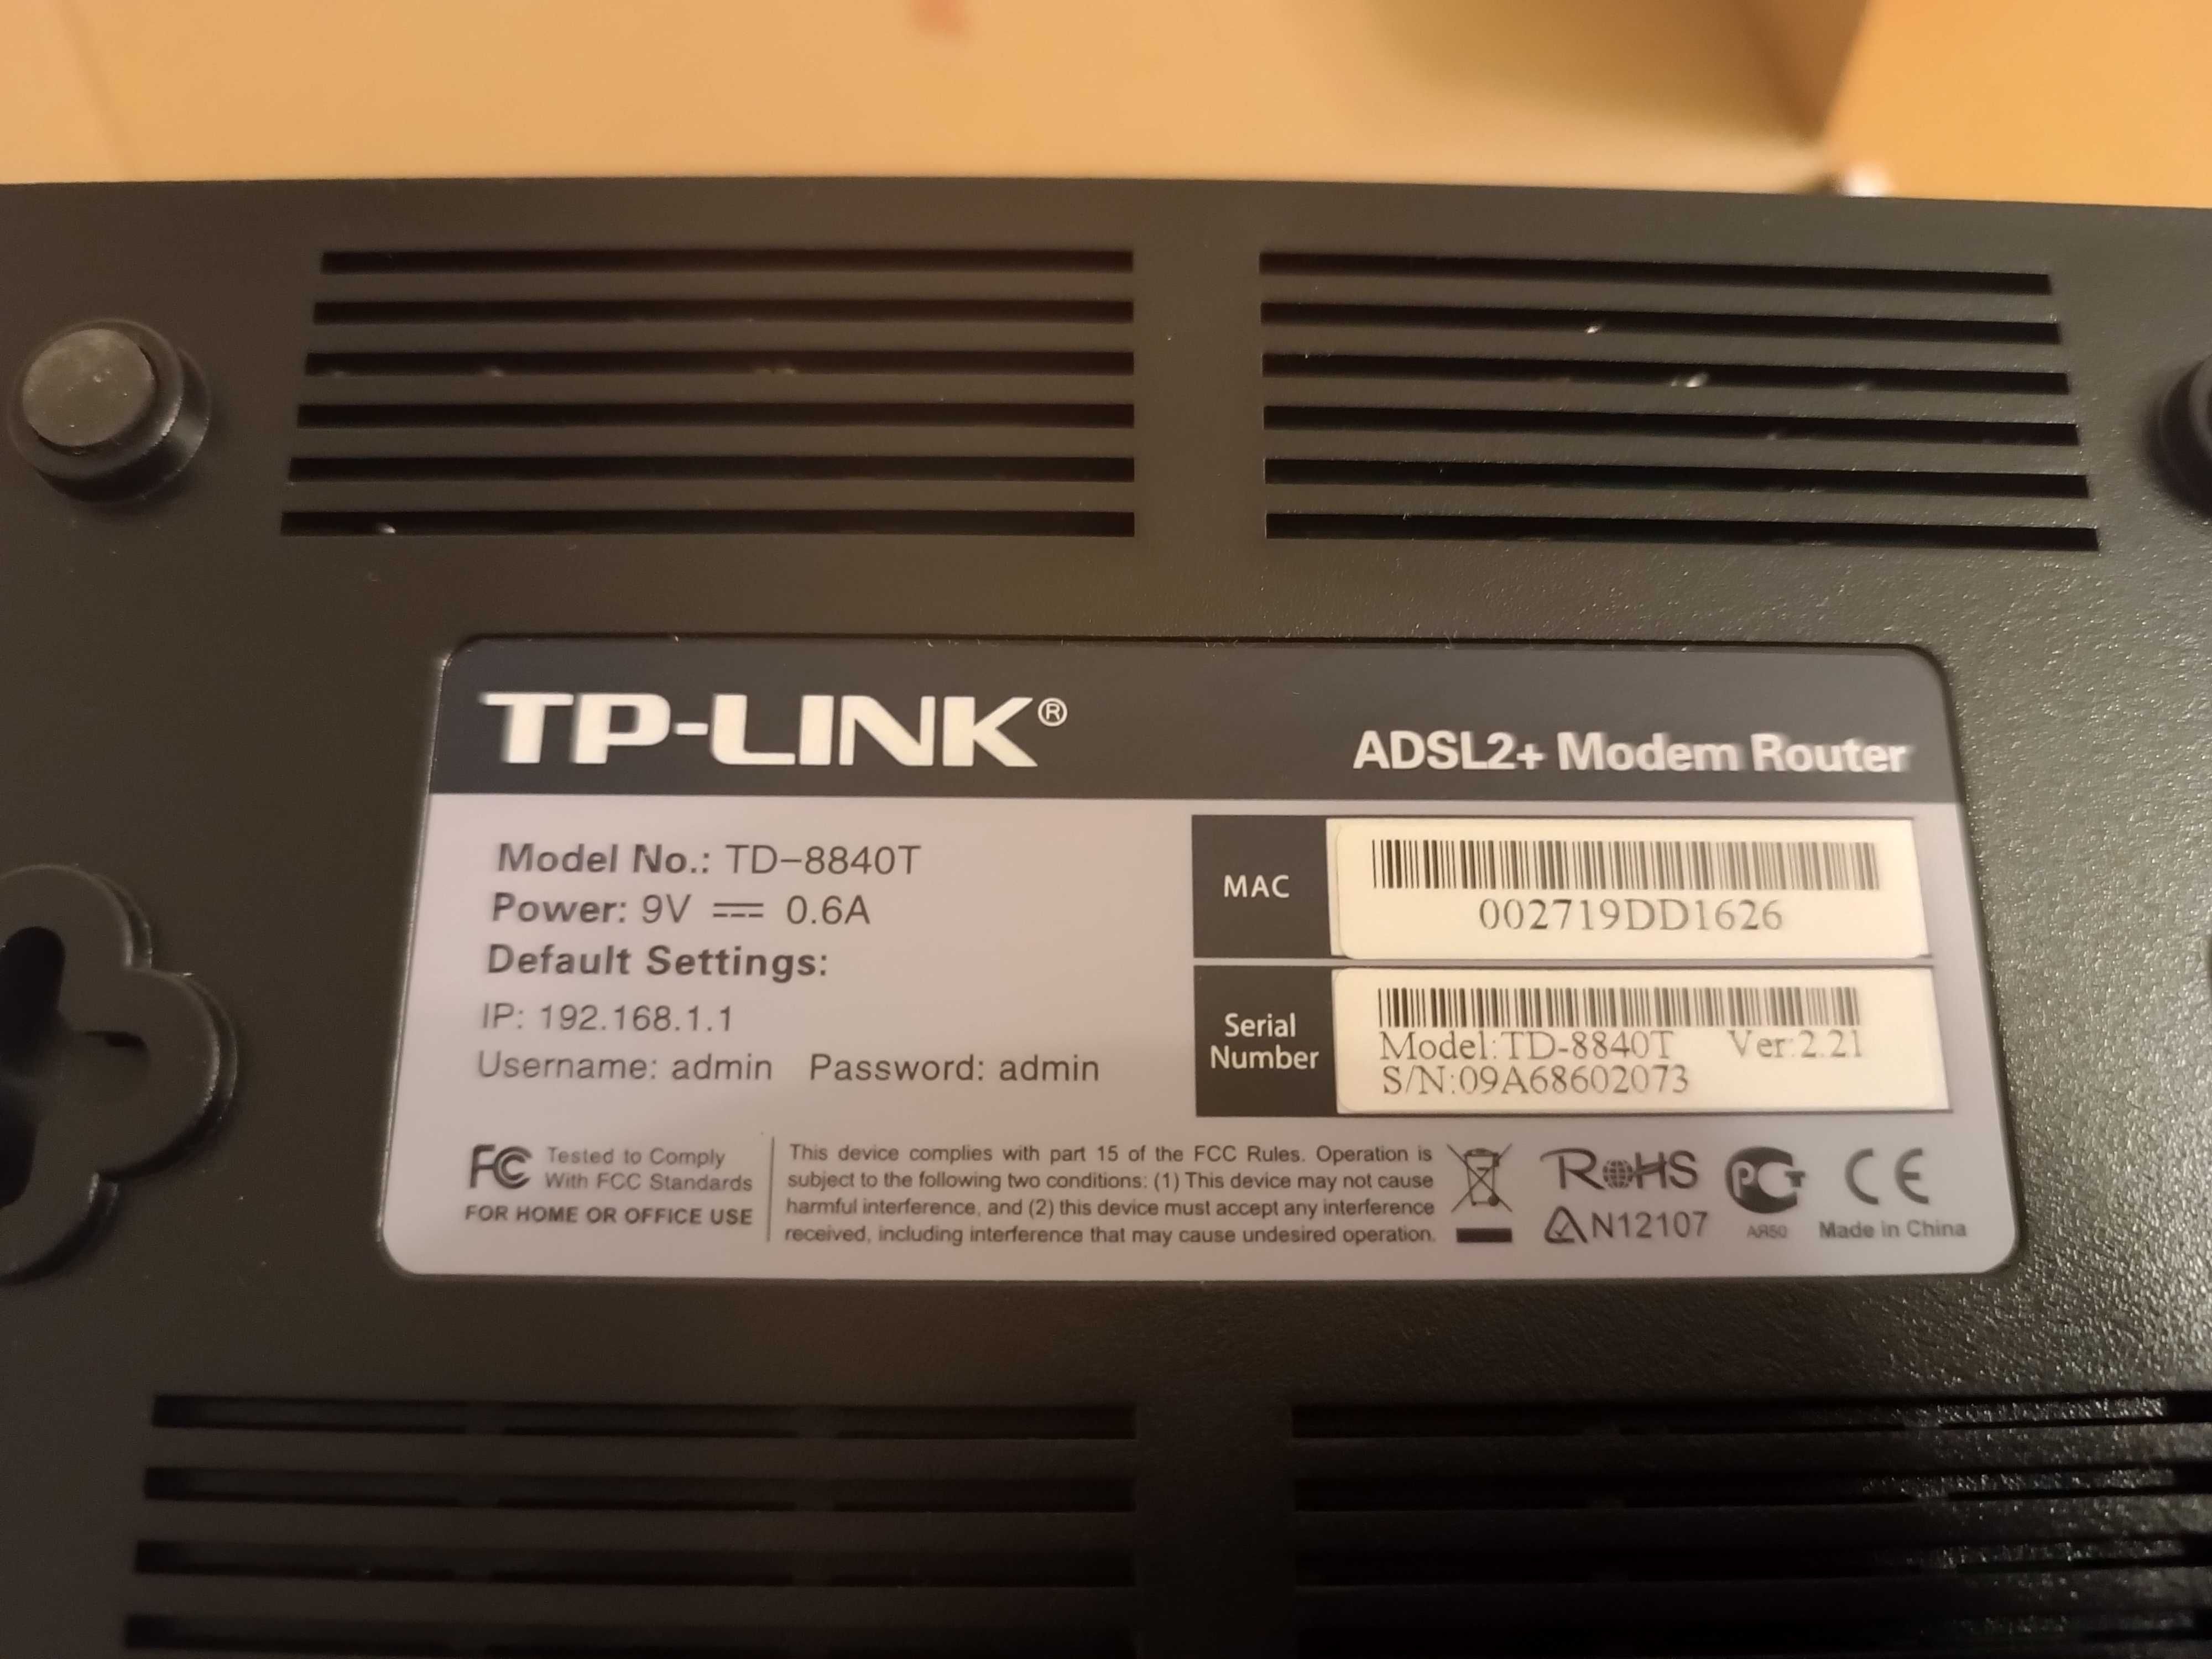 TP-LINK®
ADSL2+ Modem Router
Model No.: TD-8840T
Power: 9V ⎓ 0.6A
Default Settings:
IP: 192.168.1.1
Username: admin Password: admin
MAC
002719DD1626
Serial
Number
Model:TD-8840T Ver:2.21
S/N:09A68602073
FC Tested to Comply
With FCC Standards
FOR HOME OR OFFICE USE
This device complies with part 15 of the FCC Rules. Operation is
subject to the following two conditions: (1) This device may not cause
harmful interference, and (2) this device must accept any interference
received, including interference that may cause undesired operation.
RoHS
N12107
РСТ
АЯ50
CE
Made in China